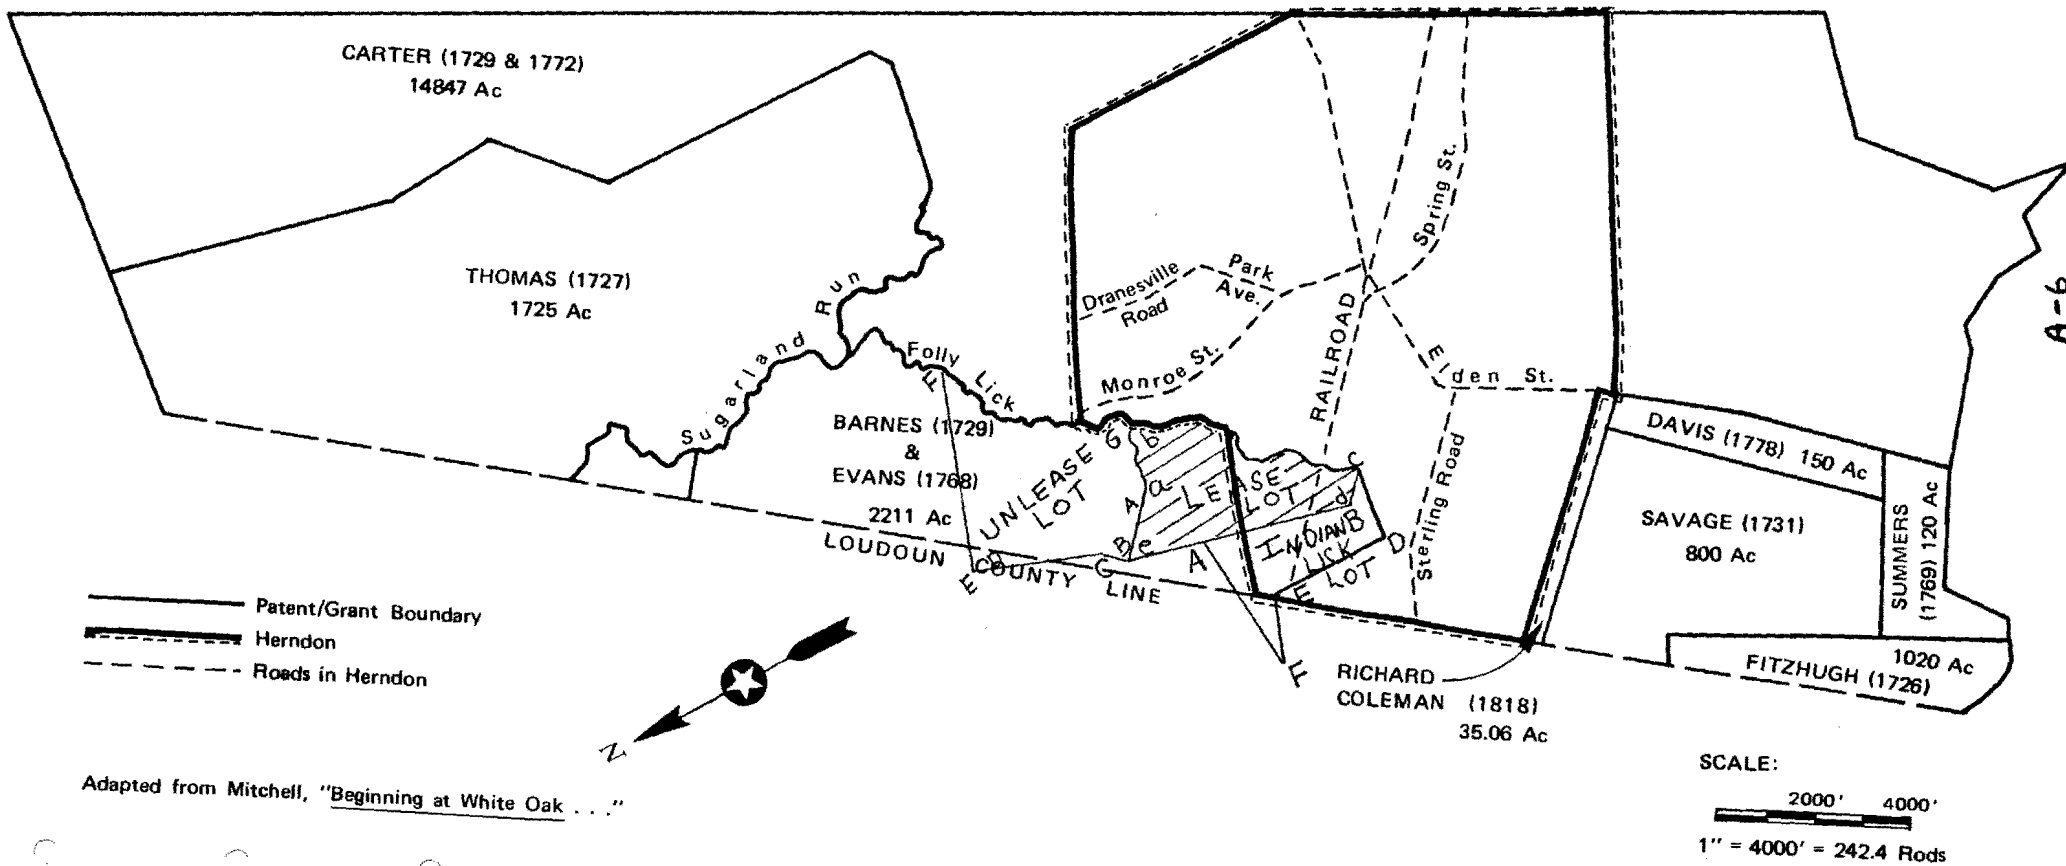 CARTER (1729 & 1772)
14847 Ac
THOMAS (1727)
1725 Ac
Sugarland Run
Folly Lick
BARNES (1729)
&
EVANS (1768)
2211 Ac
UNLEASE
LOT
LEASE
LOT
INDIAN
LICK
LOT
F
G
b
A
a
B
e
C
A
E
D
c
d
B
D
E
F
LOUDOUN COUNTY LINE
Dranesville
Road
Park
Ave.
Monroe St.
RAILROAD
Spring St.
Elden St.
Sterling Road
A-6
DAVIS (1778) 150 Ac
SAVAGE (1731)
800 Ac
SUMMERS
(1769) 120 Ac
1020 Ac
FITZHUGH (1726)
RICHARD
COLEMAN (1818)
35.06 Ac
Patent/Grant Boundary
Herndon
Roads in Herndon
N
Adapted from Mitchell, "Beginning at White Oak . . ."
SCALE:
2000' 4000'
1" = 4000' = 242.4 Rods